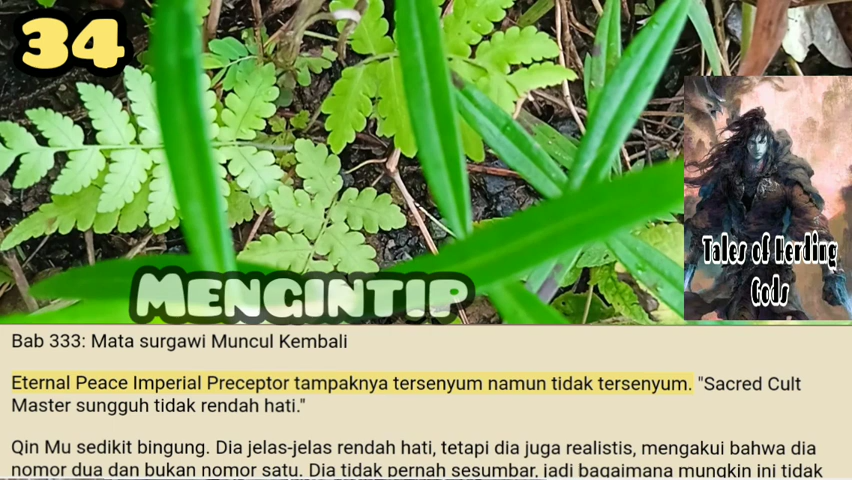 34
Tales of Herding
Gods
MENGINTIP
Bab 333: Mata surgawi Muncul Kembali
Eternal Peace Imperial Preceptor tampaknya tersenyum namun tidak tersenyum. "Sacred Cult
Master sungguh tidak rendah hati."
Qin Mu sedikit bingung. Dia jelas-jelas rendah hati, tetapi dia juga realistis, mengakui bahwa dia
nomor dua dan bukan nomor satu. Dia tidak pernah sesumbar, jadi bagaimana mungkin ini tidak